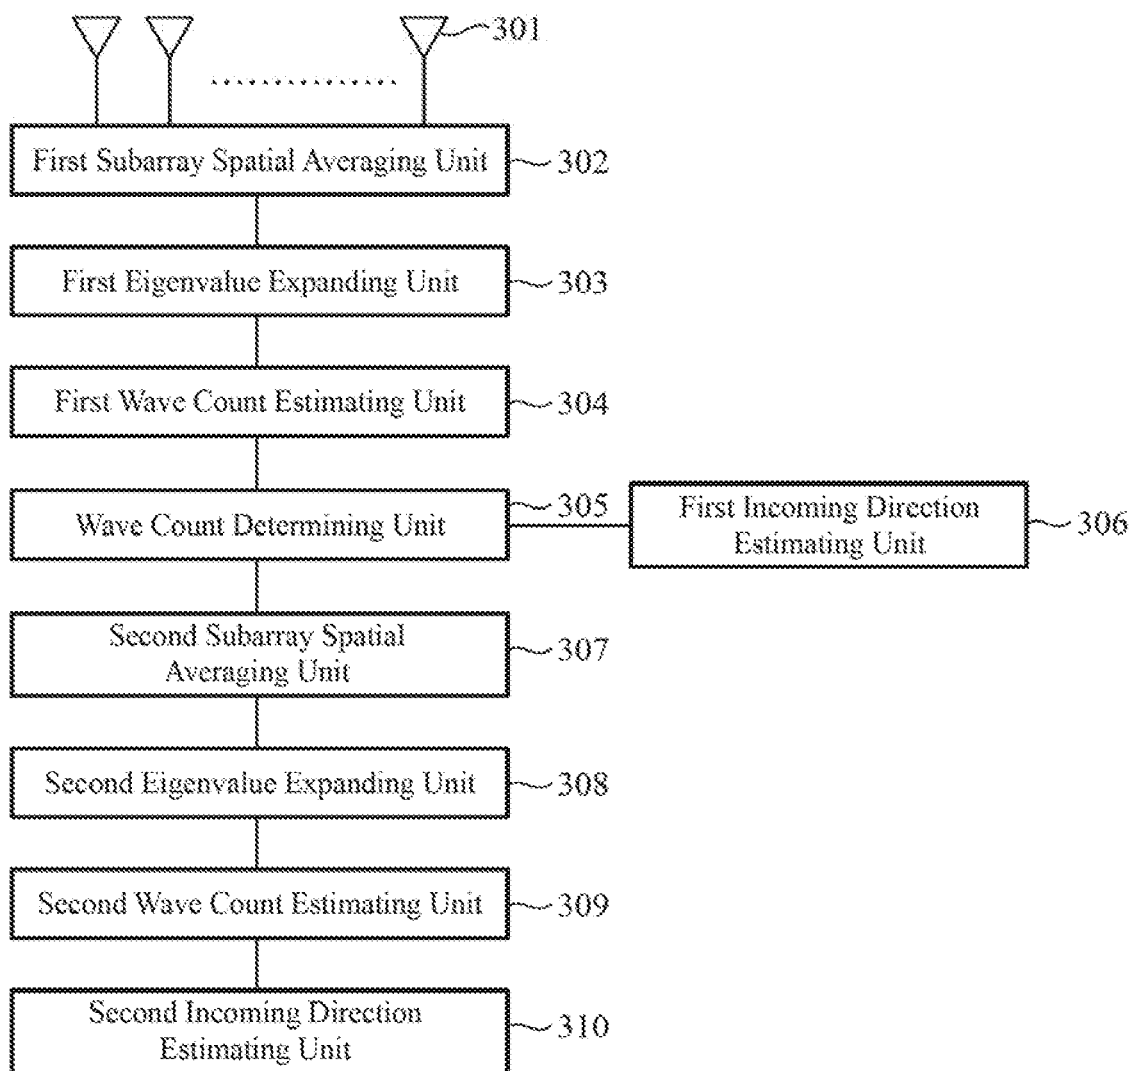 301
First Subarray Spatial Averaging Unit
302
First Eigenvalue Expanding Unit
303
First Wave Count Estimating Unit
304
Wave Count Determining Unit
305
First Incoming Direction
Estimating Unit
306
Second Subarray Spatial
Averaging Unit
307
Second Eigenvalue Expanding Unit
308
Second Wave Count Estimating Unit
309
Second Incoming Direction
Estimating Unit
310